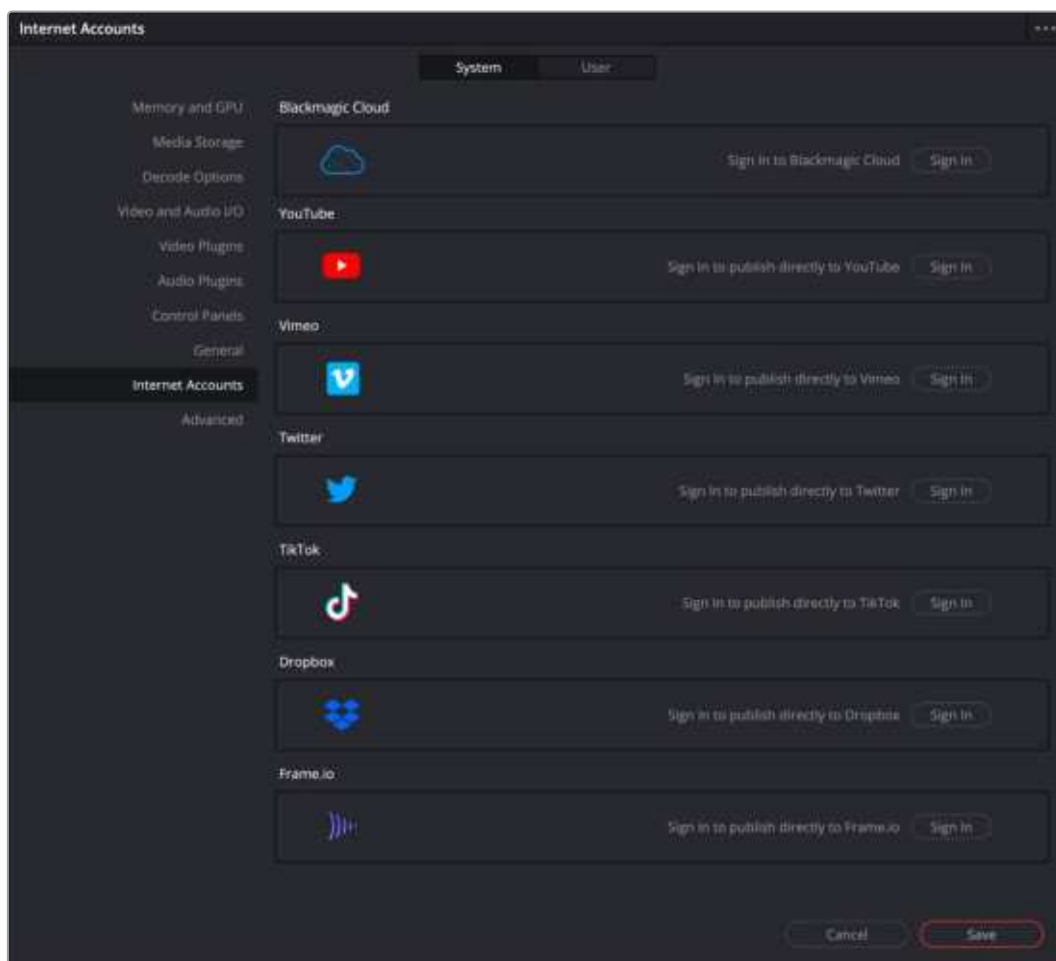 Internet Accounts
System
User
Memory and GPU
Media Storage
Decode Options
Video and Audio I/O
Video Plugins
Audio Plugins
Control Panels
General
Internet Accounts
Advanced
Blackmagic Cloud
Sign in to Blackmagic Cloud
Sign In
YouTube
Sign in to publish directly to YouTube
Sign In
Vimeo
Sign in to publish directly to Vimeo
Sign In
Twitter
Sign in to publish directly to Twitter
Sign In
TikTok
Sign in to publish directly to TikTok
Sign In
Dropbox
Sign in to publish directly to Dropbox
Sign In
Frame.io
Sign in to publish directly to Frame.io
Sign In
Cancel
Save